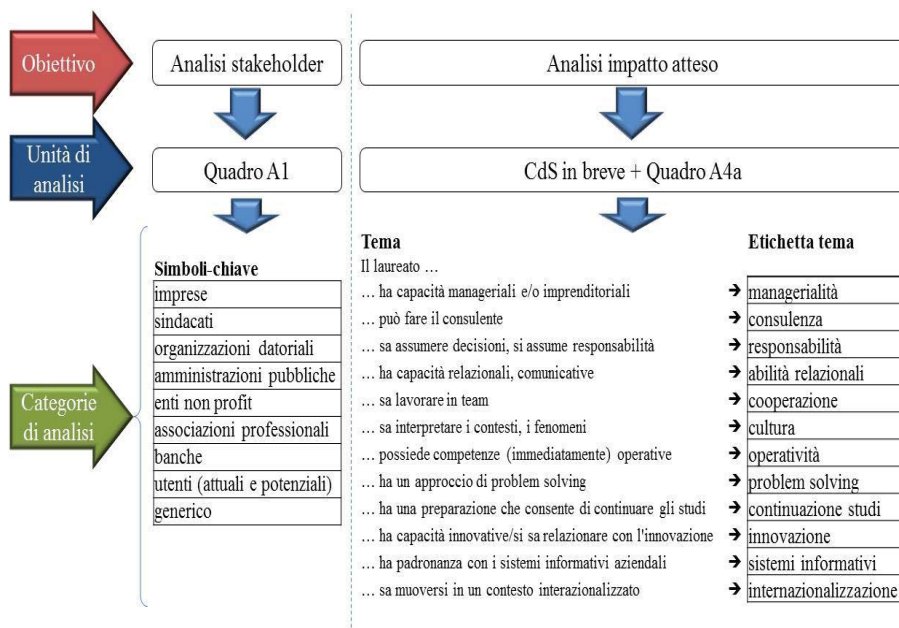 Obiettivo
Analisi stakeholder
Analisi impatto atteso
Unità di
analisi
Quadro A1
CdS in breve + Quadro A4a
Categorie
di analisi
Simboli-chiave
imprese
sindacati
organizzazioni datoriali
amministrazioni pubbliche
enti non profit
associazioni professionali
banche
utenti (attuali e potenziali)
generico
Tema Etichetta tema
Il laureato ...
... ha capacità manageriali e/o imprenditoriali ➔ managerialità
... può fare il consulente ➔ consulenza
... sa assumere decisioni, si assume responsabilità ➔ responsabilità
... ha capacità relazionali, comunicative ➔ abilità relazionali
... sa lavorare in team ➔ cooperazione
... sa interpretare i contesti, i fenomeni ➔ cultura
... possiede competenze (immediatamente) operative ➔ operatività
... ha un approccio di problem solving ➔ problem solving
... ha una preparazione che consente di continuare gli studi ➔ continuazione studi
... ha capacità innovative/si sa relazionare con l'innovazione ➔ innovazione
... ha padronanza con i sistemi informativi aziendali ➔ sistemi informativi
... sa muoversi in un contesto interazionalizzato ➔ internazionalizzazione